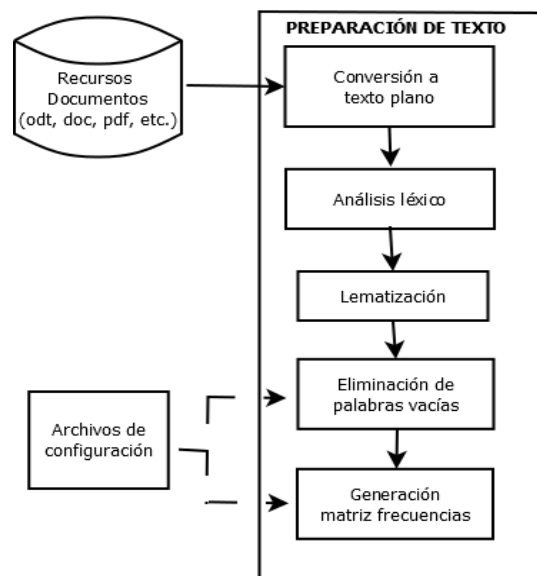 PREPARACIÓN DE TEXTO
Recursos
Documentos
(odt, doc, pdf, etc.)
Conversión a
texto plano
Análisis léxico
Lematización
Eliminación de
palabras vacías
Archivos de
configuración
Generación
matriz frecuencias